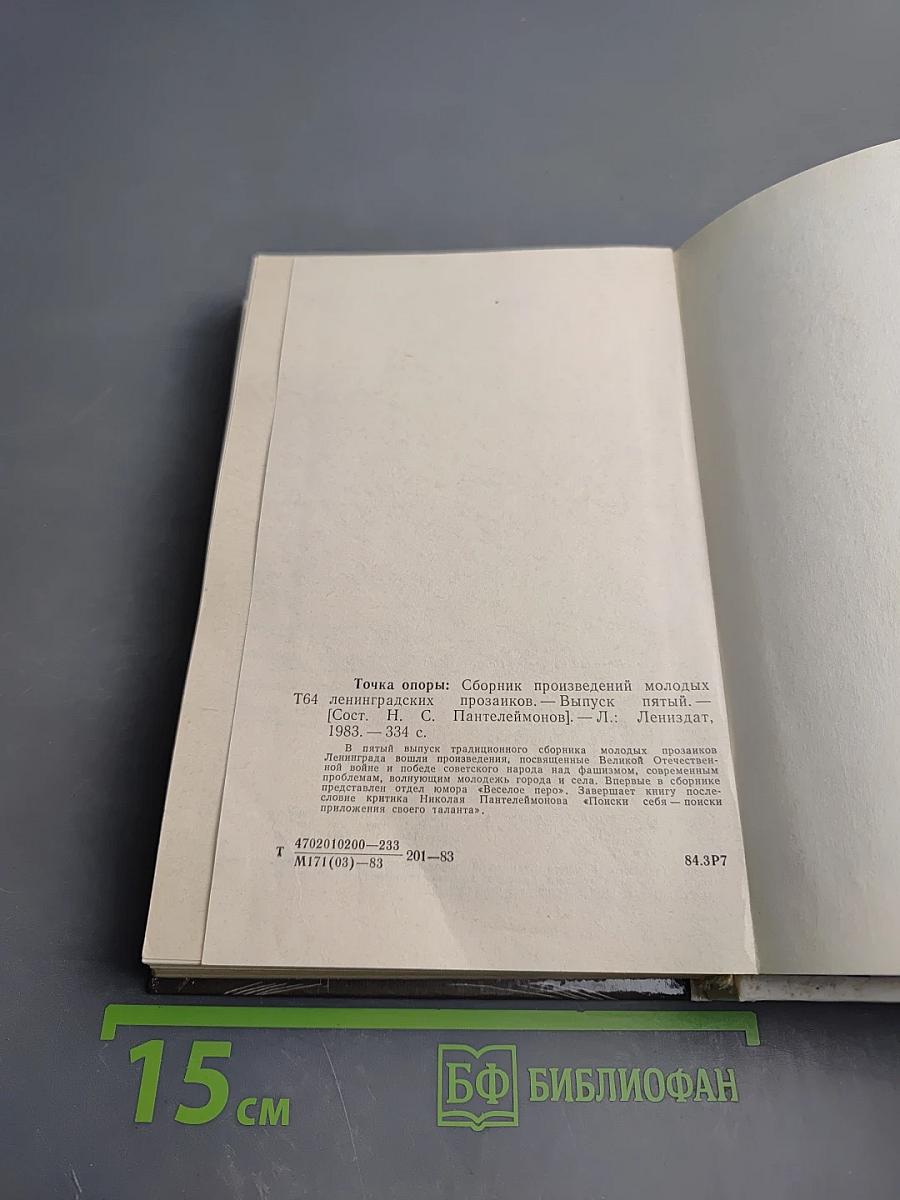 Точка опоры: Сборник произведений молодых
Т64 ленинградских прозаиков. — Выпуск пятый. —
[Сост. Н. С. Пантелеймонов]. — Л.: Лениздат,
1983. — 334 с.
В пятый выпуск традиционного сборника молодых прозаиков
Ленинграда вошли произведения, посвященные Великой Отечествен-
ной войне и победе советского народа над фашизмом, современным
проблемам, волнующим молодежь города и села. Впервые в сборнике
представлен отдел юмора «Веселое перо». Завершает книгу после-
словие критика Николая Пантелеймонова «Поиски себя — поиски
приложения своего таланта».
Т 4702010200—233
М171(03)—83 201—83 84.3Р7
15 см БФ БИБЛИОФАН